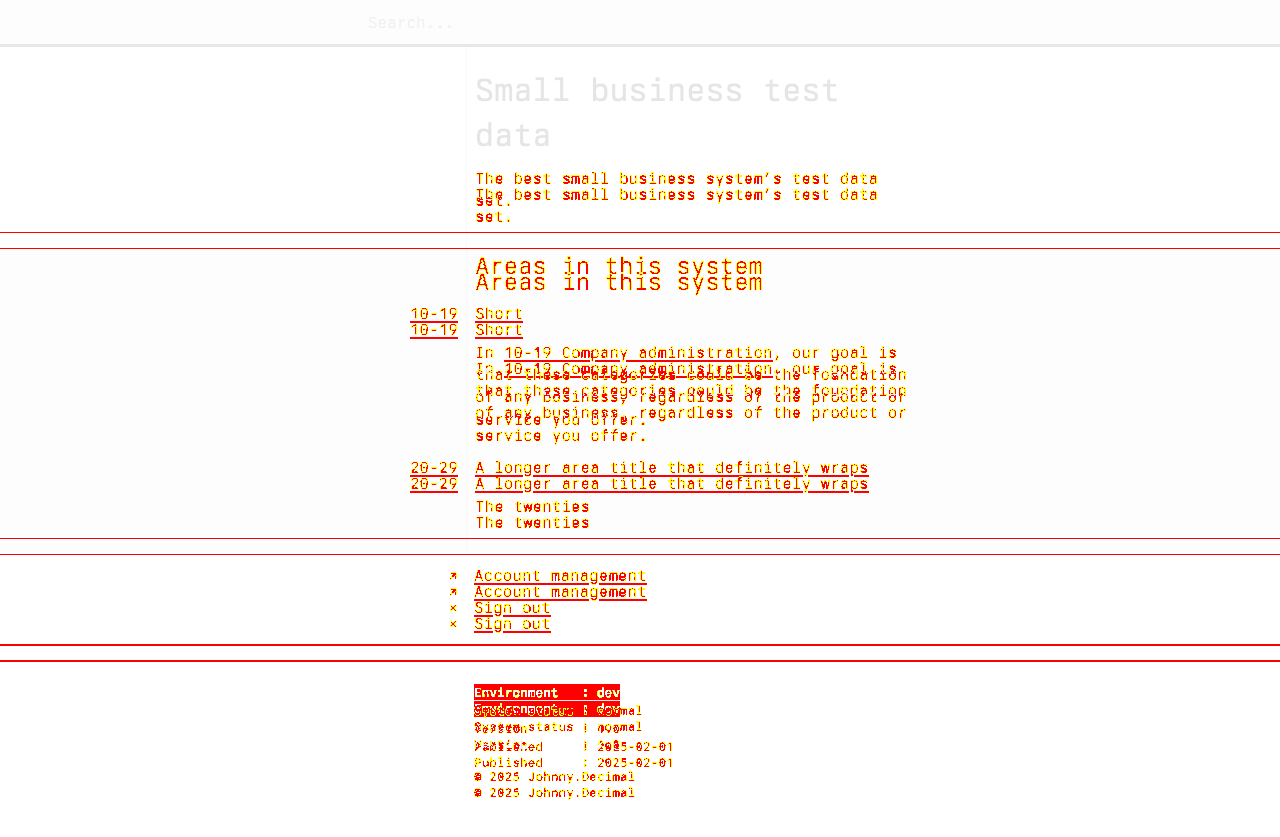 Search...
Small business test
data
The best small business system’s test data
The best small business system’s test data
set.
set.
Areas in this system
Areas in this system
10-19 Short
10-19 Short
In 10-19 Company administration, our goal is
In 10-19 Company administration, our goal is
that those categories could be the foundation
that those categories could be the foundation
of any business, regardless of the product or
of any business, regardless of the product or
service you offer.
service you offer.
20-29 A longer area title that definitely wraps
20-29 A longer area title that definitely wraps
The twenties
The twenties
↗ Account management
↗ Account management
× Sign out
× Sign out
Environment : dev
Environment : dev
System status : normal
System status : normal
Version :
Version :
Published : 2025-02-01
Published : 2025-02-01
© 2025 Johnny.Decimal
© 2025 Johnny.Decimal